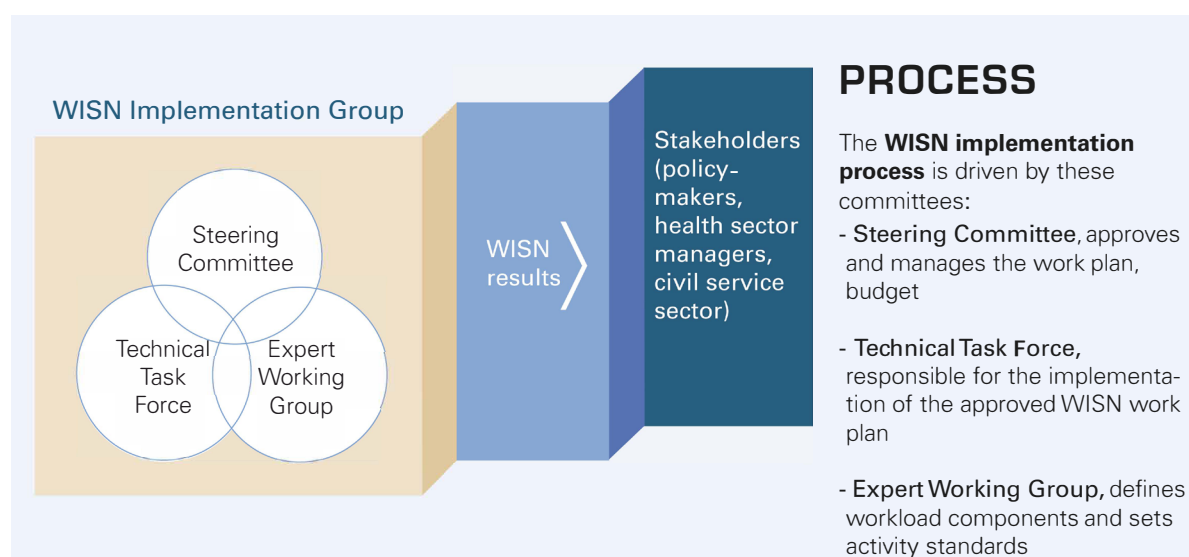 WISN Implementation Group
Steering
Committee
Technical
Task
Force
Expert
Working
Group
WISN
results
Stakeholders
(policy-
makers,
health sector
managers,
civil service
sector)
PROCESS
The WISN implementation
process is driven by these
committees:
- Steering Committee, approves
and manages the work plan,
budget
- Technical Task Force,
responsible for the implementa-
tion of the approved WISN work
plan
- Expert Working Group, defines
workload components and sets
activity standards